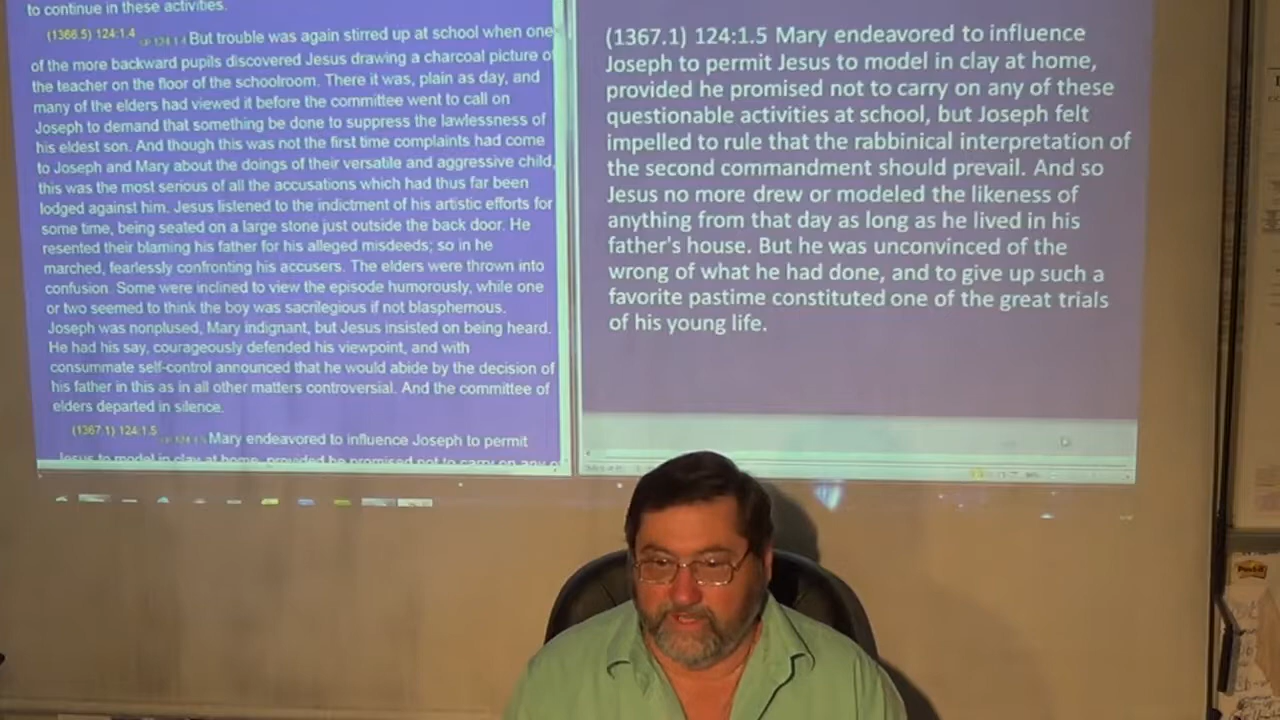 to continue in these activities.
(1366.5) 124:1.4 But trouble was again stirred up at school when one
of the more backward pupils discovered Jesus drawing a charcoal picture o
the teacher on the floor of the schoolroom. There it was, plain as day, and
many of the elders had viewed it before the committee went to call on
Joseph to demand that something be done to suppress the lawlessness of
his eldest son. And though this was not the first time complaints had come
to Joseph and Mary about the doings of their versatile and aggressive child,
this was the most serious of all the accusations which had thus far been
lodged against him. Jesus listened to the indictment of his artistic efforts for
some time, being seated on a large stone just outside the back door. He
resented their blaming his father for his alleged misdeeds; so in he
marched, fearlessly confronting his accusers. The elders were thrown into
confusion. Some were inclined to view the episode humorously, while one
or two seemed to think the boy was sacrilegious if not blasphemous.
Joseph was nonplused, Mary indignant, but Jesus insisted on being heard.
He had his say, courageously defended his viewpoint, and with
consummate self-control announced that he would abide by the decision of
his father in this as in all other matters controversial. And the committee of
elders departed in silence.
(1367.1) 124:1.5 Mary endeavored to influence Joseph to permit
Jesus to model in clay at home, provided he promised not to carry on any o
(1367.1) 124:1.5 Mary endeavored to influence
Joseph to permit Jesus to model in clay at home,
provided he promised not to carry on any of these
questionable activities at school, but Joseph felt
impelled to rule that the rabbinical interpretation of
the second commandment should prevail. And so
Jesus no more drew or modeled the likeness of
anything from that day as long as he lived in his
father's house. But he was unconvinced of the
wrong of what he had done, and to give up such a
favorite pastime constituted one of the great trials
of his young life.
Post-it